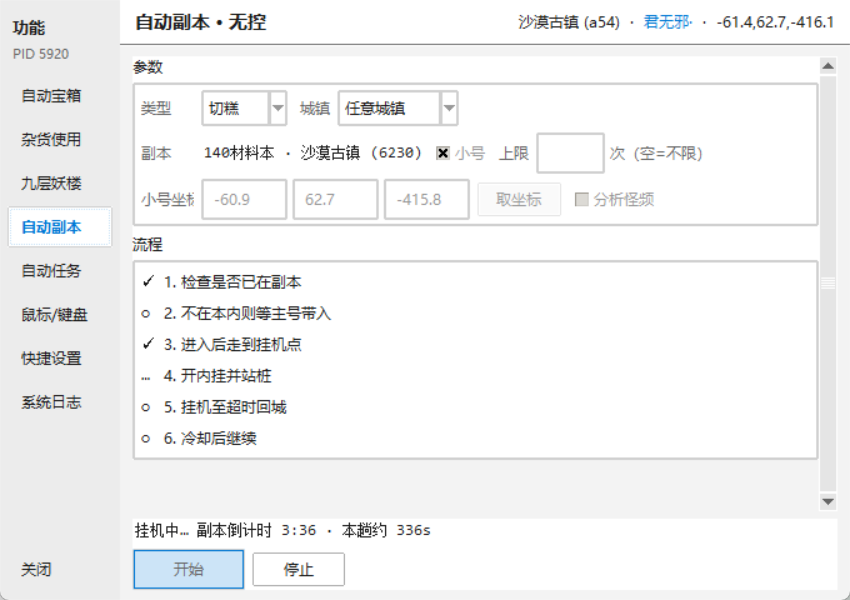 功能
PID 5920
自动宝箱
杂货使用
九层妖楼
自动副本
自动任务
鼠标/键盘
快捷设置
系统日志
关闭
自动副本 • 无控
沙漠古镇 (a54) · 君无邪· · -61.4,62.7,-416.1
参数
类型 切糕 城镇 任意城镇
副本 140材料本 · 沙漠古镇 (6230) 小号 上限 次 (空=不限)
小号坐标 -60.9 62.7 -415.8 取坐标 分析怪频
流程
✓ 1. 检查是否已在副本
○ 2. 不在本内则等主号带入
✓ 3. 进入后走到挂机点
… 4. 开内挂并站桩
○ 5. 挂机至超时回城
○ 6. 冷却后继续
挂机中… 副本倒计时 3:36 · 本趟约 336s
开始 停止